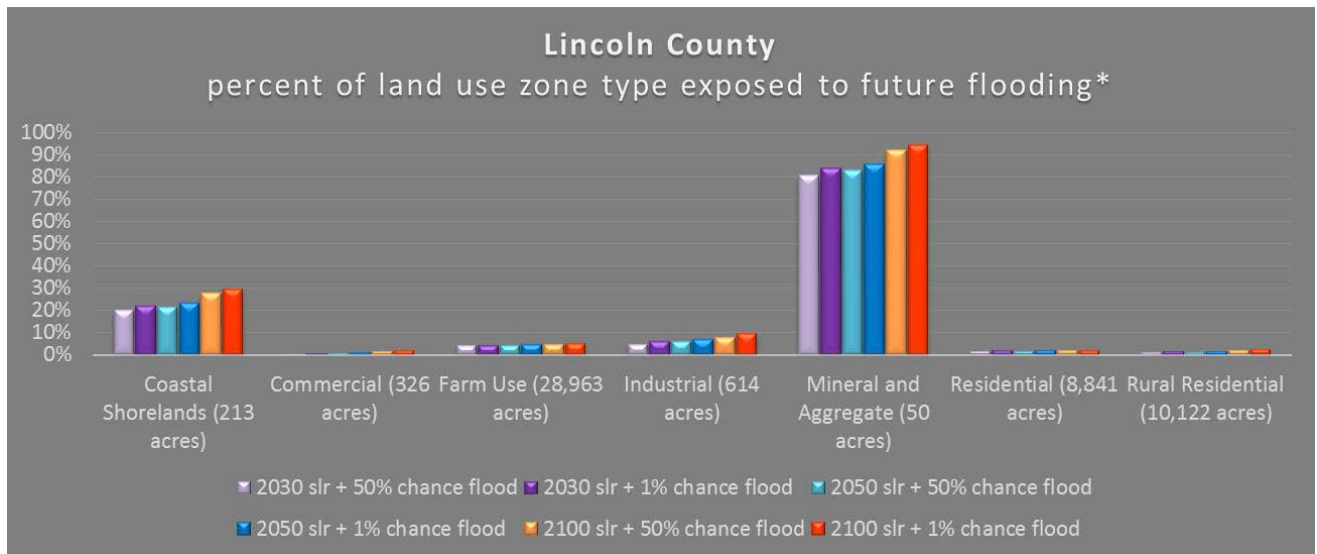 Lincoln County
percent of land use zone type exposed to future flooding*
100%
90%
80%
70%
60%
50%
40%
30%
20%
10%
0%
Coastal
Shorelands (213
acres)
Commercial (326
acres)
Farm Use (28,963
acres)
Industrial (614
acres)
Mineral and
Aggregate (50
acres)
Residential (8,841
acres)
Rural Residential
(10,122 acres)
2030 slr + 50% chance flood
2030 slr + 1% chance flood
2050 slr + 50% chance flood
2050 slr + 1% chance flood
2100 slr + 50% chance flood
2100 slr + 1% chance flood